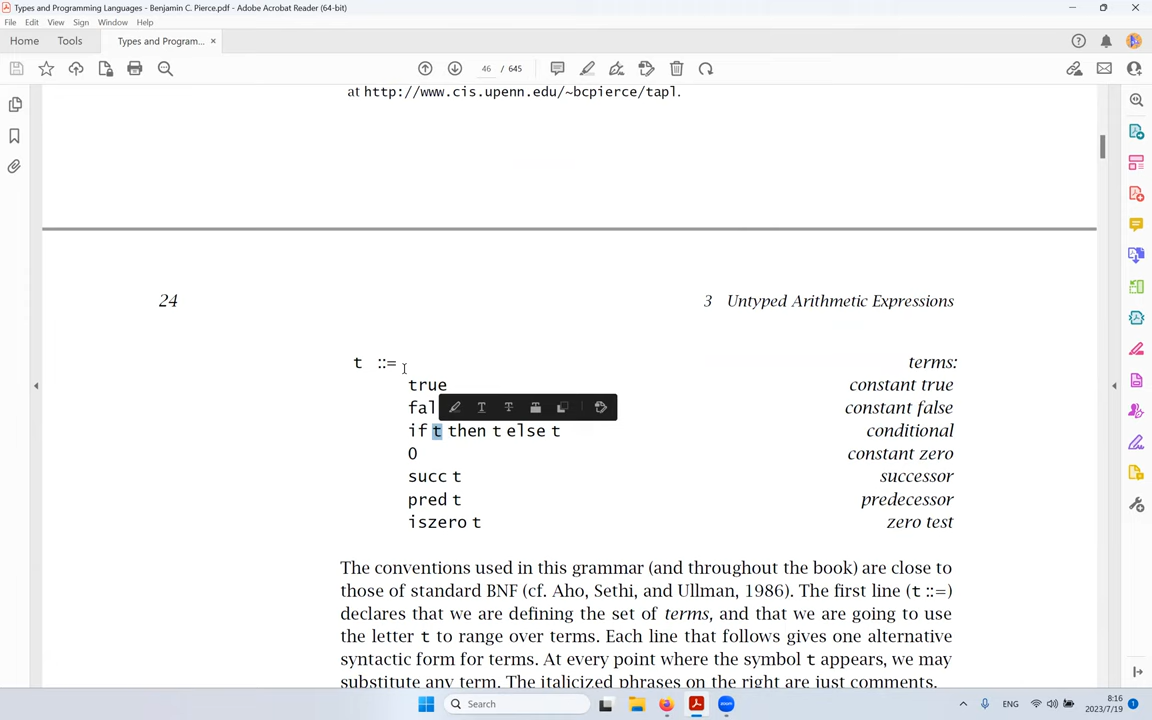 Types and Programming Languages - Benjamin C. Pierce.pdf - Adobe Acrobat Reader (64-bit)
File Edit View Sign Window Help
Home Tools Types and Program... ×
46 / 645
at http://www.cis.upenn.edu/~bcpierce/tapl.
24 3 Untyped Arithmetic Expressions
t ::= terms:
true constant true
fal constant false
if t then t else t conditional
0 constant zero
succ t successor
pred t predecessor
iszero t zero test
The conventions used in this grammar (and throughout the book) are close to
those of standard BNF (cf. Aho, Sethi, and Ullman, 1986). The first line (t ::=)
declares that we are defining the set of terms, and that we are going to use
the letter t to range over terms. Each line that follows gives one alternative
syntactic form for terms. At every point where the symbol t appears, we may
substitute any term. The italicized phrases on the right are just comments.
Search
ENG 8:16
2023/7/19
zoom